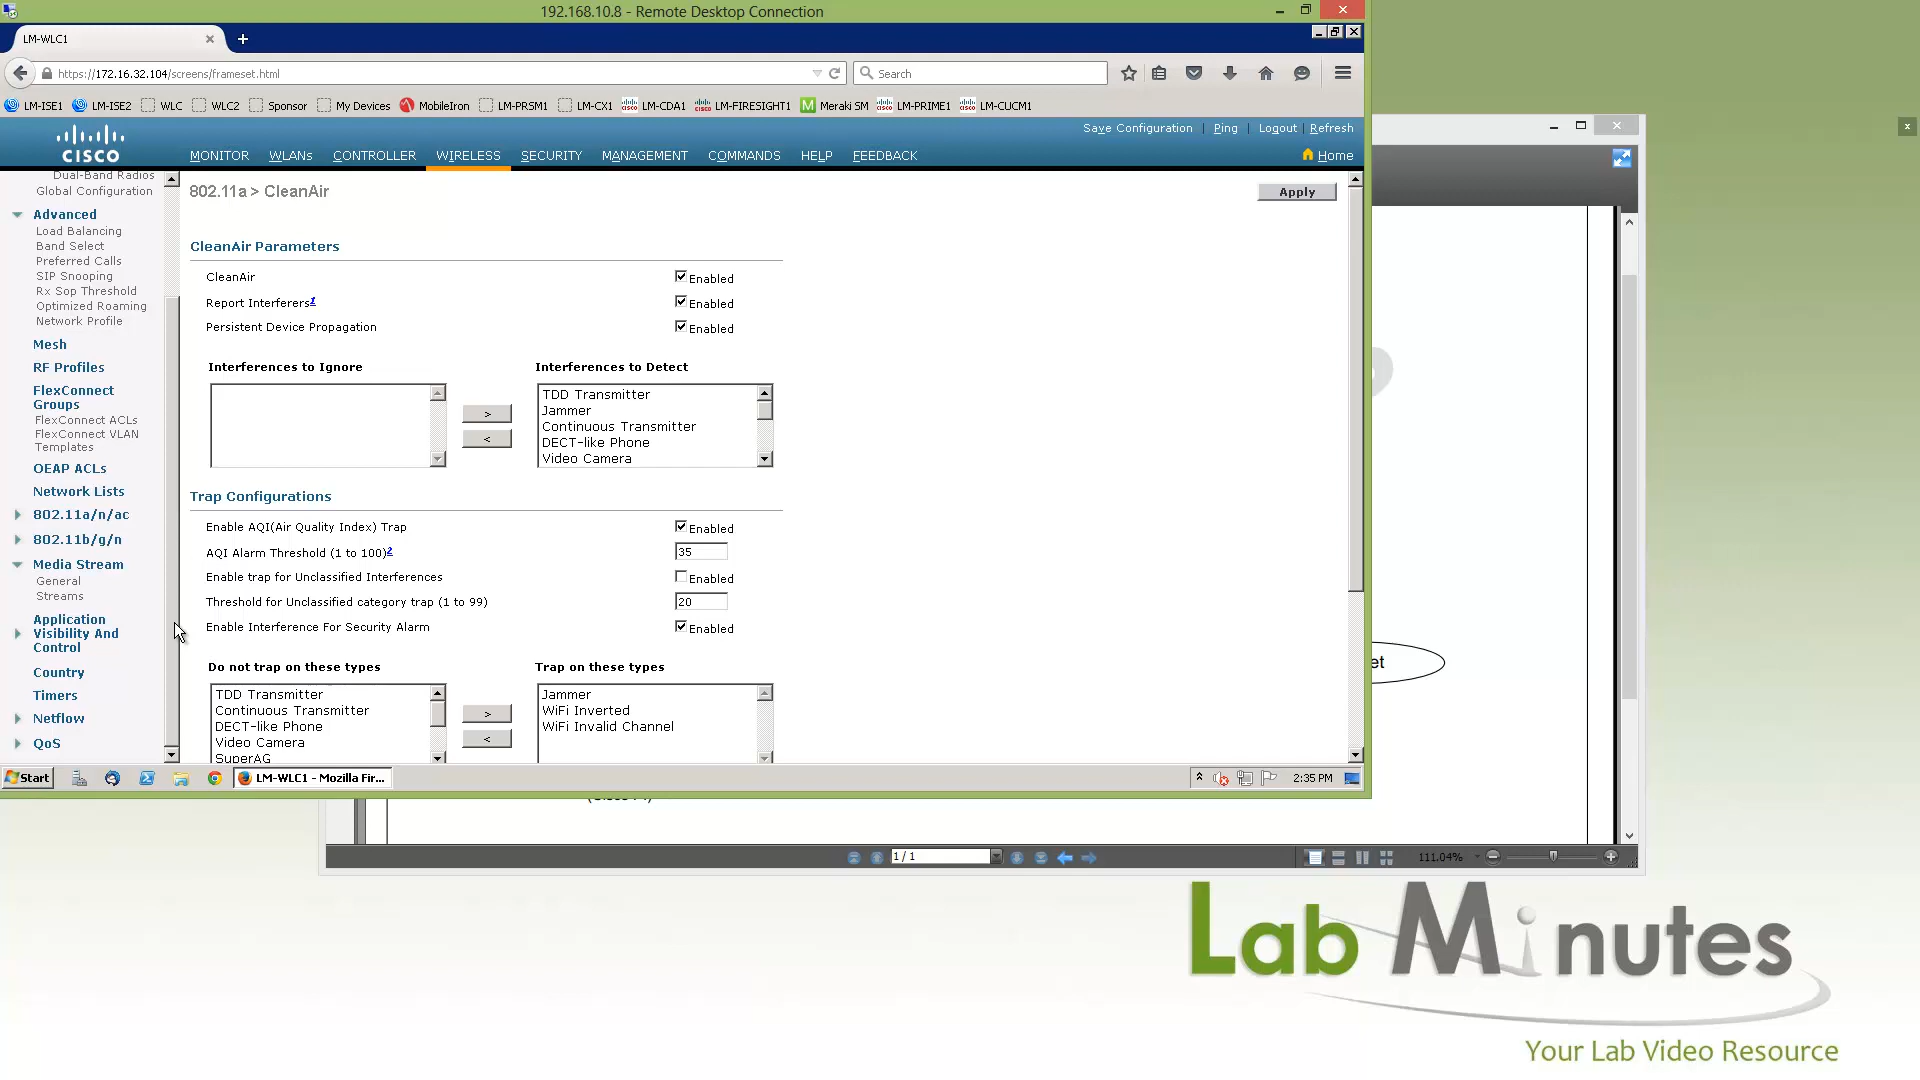 192.168.10.8 - Remote Desktop Connection
LM-WLC1
https://172.16.32.104/screens/frameset.html
Search
LM-ISE1 LM-ISE2 WLC WLC2 Sponsor My Devices MobileIron LM-PRSM1 LM-CX1 LM-CDA1 LM-FIRESIGHT1 Meraki SM LM-PRIME1 LM-CUCM1
Save Configuration | Ping | Logout | Refresh
CISCO
MONITOR WLANs CONTROLLER WIRELESS SECURITY MANAGEMENT COMMANDS HELP FEEDBACK Home
Dual-Band Radios
Global Configuration
Advanced
Load Balancing
Band Select
Preferred Calls
SIP Snooping
Rx Sop Threshold
Optimized Roaming
Network Profile
Mesh
RF Profiles
FlexConnect
Groups
FlexConnect ACLs
FlexConnect VLAN
Templates
OEAP ACLs
Network Lists
802.11a/n/ac
802.11b/g/n
Media Stream
General
Streams
Application
Visibility And
Control
Country
Timers
Netflow
QoS
802.11a > CleanAir
Apply
CleanAir Parameters
CleanAir Enabled
Report Interferers1 Enabled
Persistent Device Propagation Enabled
Interferences to Ignore Interferences to Detect
TDD Transmitter
Jammer
> Continuous Transmitter
< DECT-like Phone
Video Camera
Trap Configurations
Enable AQI(Air Quality Index) Trap Enabled
AQI Alarm Threshold (1 to 100)2 35
Enable trap for Unclassified Interferences Enabled
Threshold for Unclassified category trap (1 to 99) 20
Enable Interference For Security Alarm Enabled
Do not trap on these types Trap on these types
TDD Transmitter Jammer
Continuous Transmitter > WiFi Inverted
DECT-like Phone WiFi Invalid Channel
Video Camera <
SuperAG
Start LM-WLC1 - Mozilla Fir... 2:35 PM
et
1 / 1
111.04%
Lab Minutes
Your Lab Video Resource